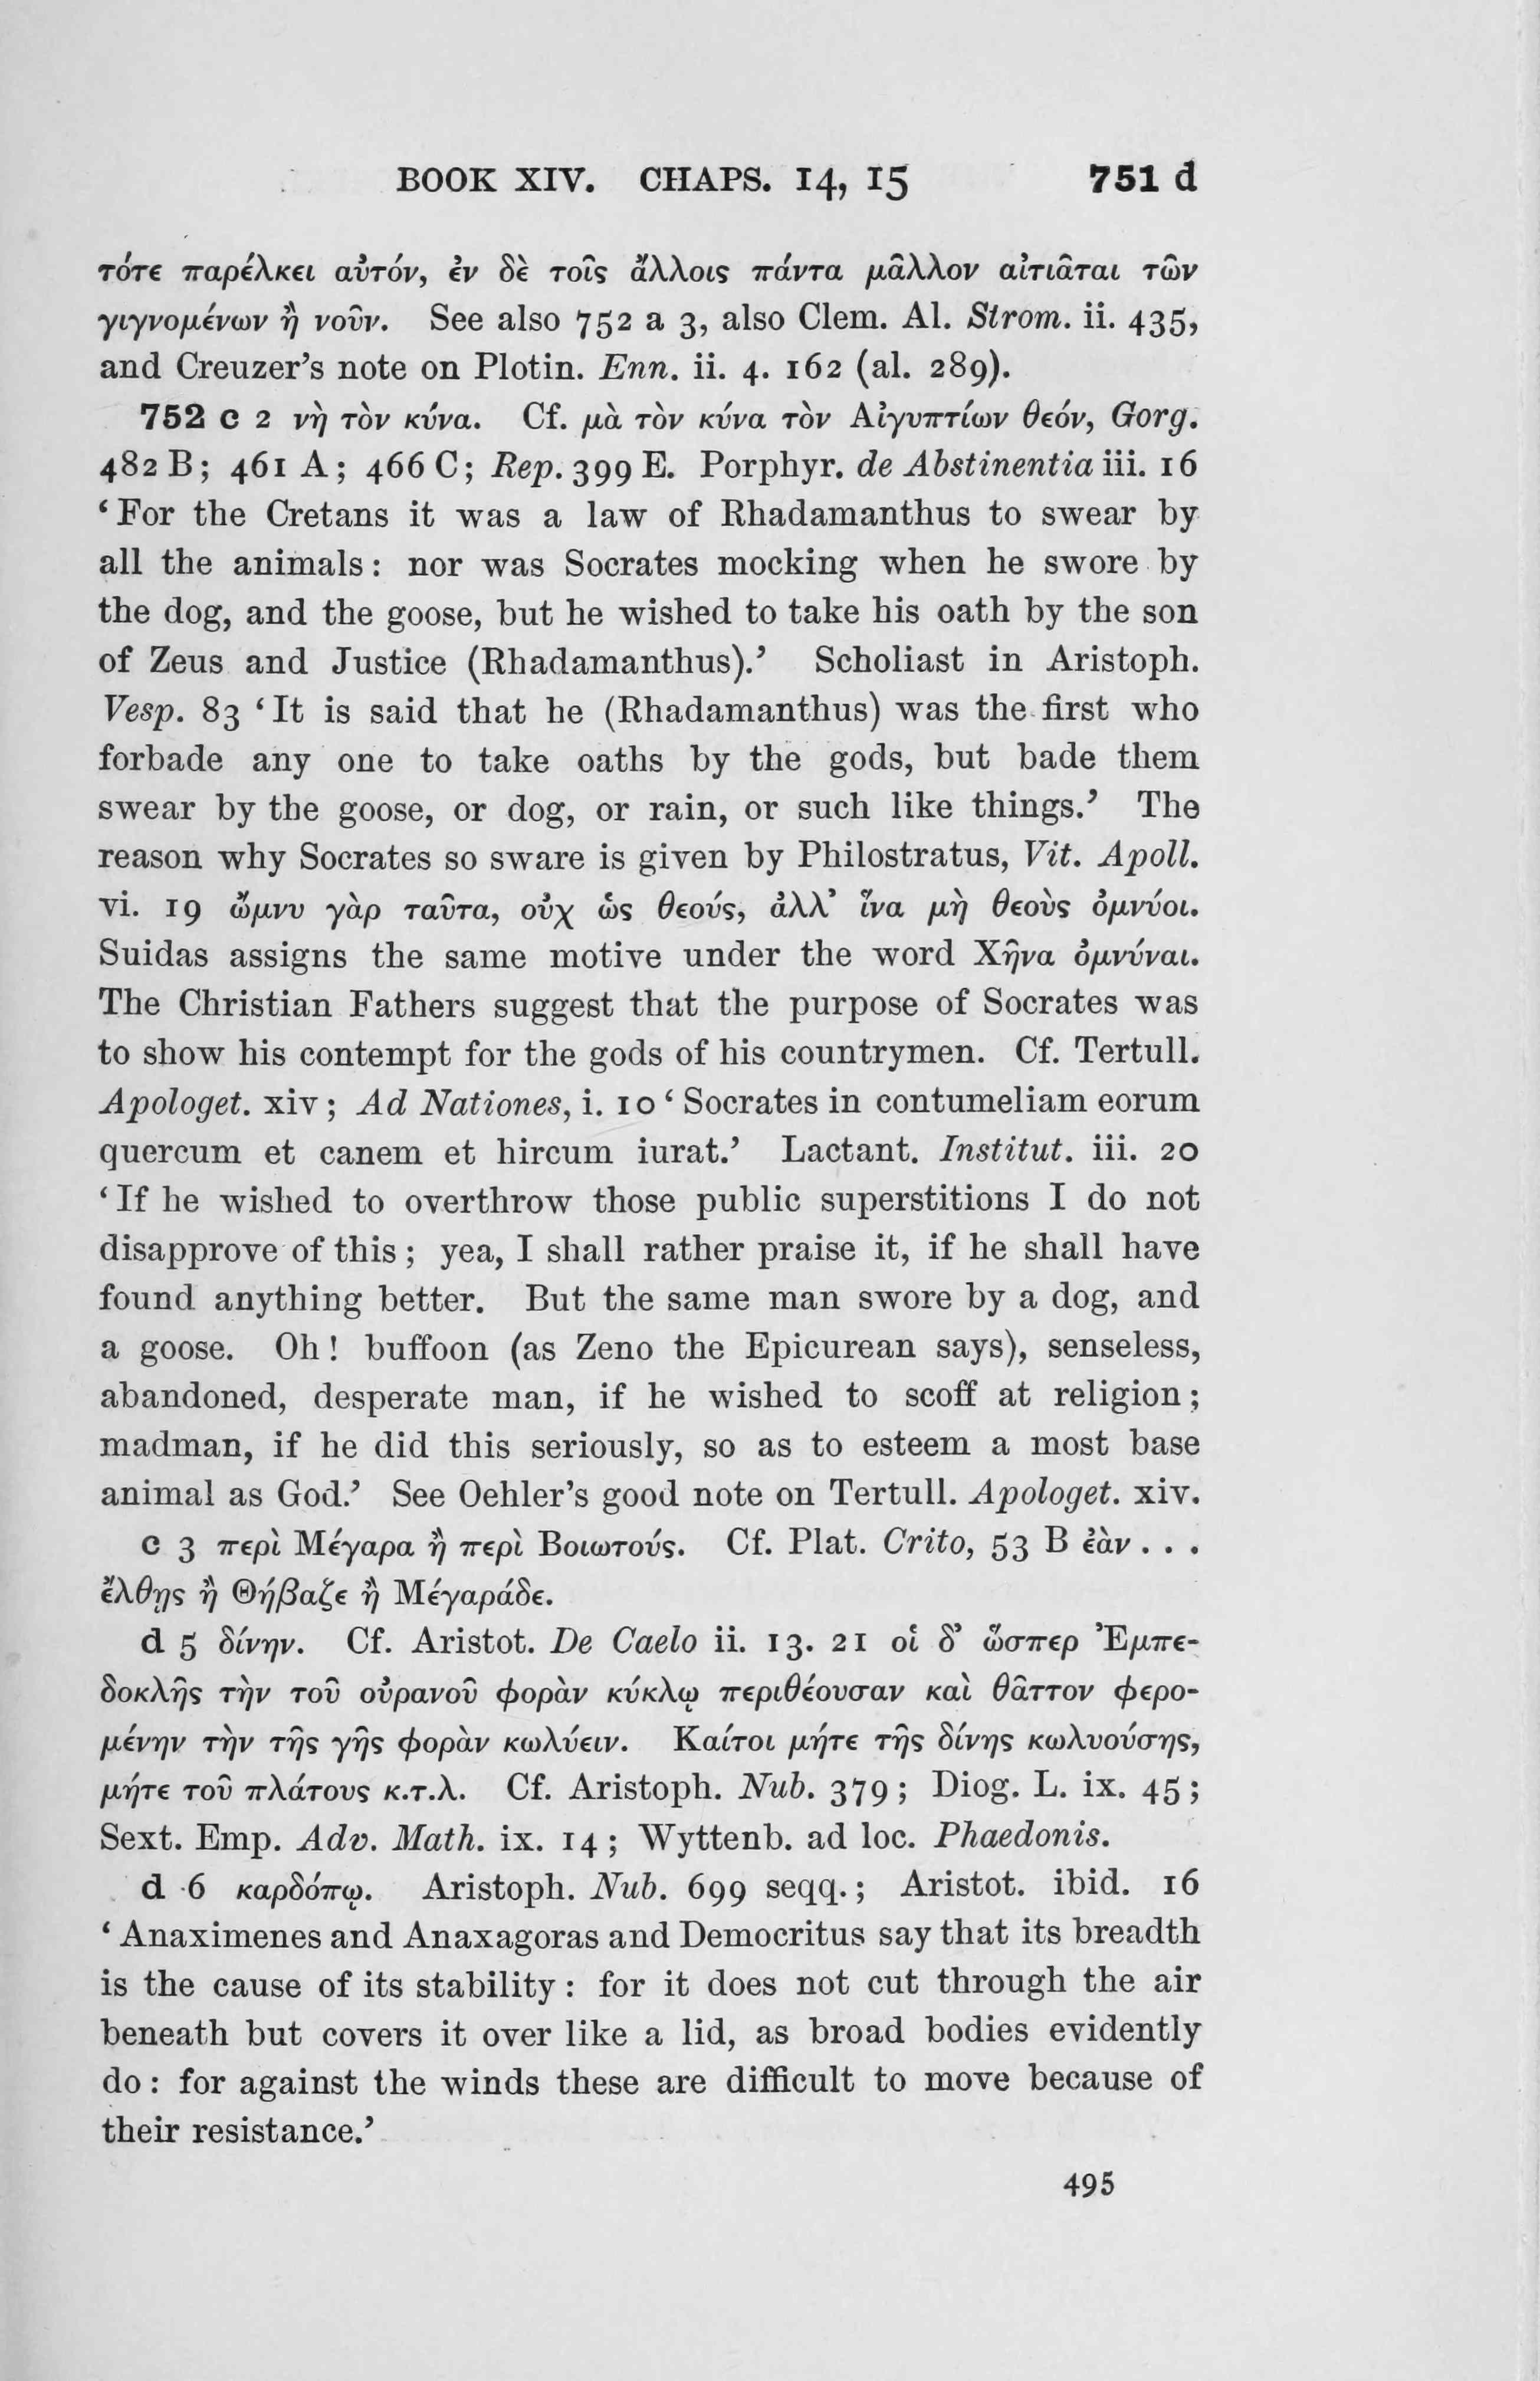 BOOK XIV. CHAPS. 14, 15 751 d
τότε παρέλκει αὐτόν, ἐν δὲ τοῖς ἄλλοις πάντα μᾶλλον αἰτιᾶται τῶν
γιγνομένων ἢ νοῦν. See also 752 a 3, also Clem. Al. Strom. ii. 435,
and Creuzer’s note on Plotin. Enn. ii. 4. 162 (al. 289).
752 c 2 νὴ τὸν κύνα. Cf. μὰ τὸν κύνα τὸν Αἰγυπτίων θεόν, Gorg.
482 B; 461 A; 466 C; Rep. 399 E. Porphyr. de Abstinentia iii. 16
‘For the Cretans it was a law of Rhadamanthus to swear by
all the animals: nor was Socrates mocking when he swore by
the dog, and the goose, but he wished to take his oath by the son
of Zeus and Justice (Rhadamanthus).’ Scholiast in Aristoph.
Vesp. 83 ‘It is said that he (Rhadamanthus) was the first who
forbade any one to take oaths by the gods, but bade them
swear by the goose, or dog, or rain, or such like things.’ The
reason why Socrates so sware is given by Philostratus, Vit. Apoll.
vi. 19 ὤμνυ γὰρ ταῦτα, οὐχ ὡς θεούς, ἀλλ’ ἵνα μὴ θεοὺς ὀμνύοι.
Suidas assigns the same motive under the word Χῆνα ὀμνύναι.
The Christian Fathers suggest that the purpose of Socrates was
to show his contempt for the gods of his countrymen. Cf. Tertull.
Apologet. xiv; Ad Nationes, i. 10 ‘Socrates in contumeliam eorum
quercum et canem et hircum iurat.’ Lactant. Institut. iii. 20
‘If he wished to overthrow those public superstitions I do not
disapprove of this; yea, I shall rather praise it, if he shall have
found anything better. But the same man swore by a dog, and
a goose. Oh! buffoon (as Zeno the Epicurean says), senseless,
abandoned, desperate man, if he wished to scoff at religion;
madman, if he did this seriously, so as to esteem a most base
animal as God.’ See Oehler’s good note on Tertull. Apologet. xiv.
c 3 περὶ Μέγαρα ἢ περὶ Βοιωτούς. Cf. Plat. Crito, 53 B ἐὰν . . .
ἔλθῃς ἢ Θήβαζε ἢ Μέγαράδε.
d 5 δίνην. Cf. Aristot. De Caelo ii. 13. 21 οἱ δ’ ὥσπερ Ἐμπε-
δοκλῆς τὴν τοῦ οὐρανοῦ φορὰν κύκλῳ περιθέουσαν καὶ θᾶττον φερο-
μένην τὴν τῆς γῆς φορὰν κωλύειν. Καίτοι μήτε τῆς δίνης κωλυούσης,
μήτε τοῦ πλάτους κ.τ.λ. Cf. Aristoph. Nub. 379; Diog. L. ix. 45;
Sext. Emp. Adv. Math. ix. 14; Wyttenb. ad loc. Phaedonis.
d 6 καρδόπῳ. Aristoph. Nub. 699 seqq.; Aristot. ibid. 16
‘Anaximenes and Anaxagoras and Democritus say that its breadth
is the cause of its stability: for it does not cut through the air
beneath but covers it over like a lid, as broad bodies evidently
do: for against the winds these are difficult to move because of
their resistance.’
495